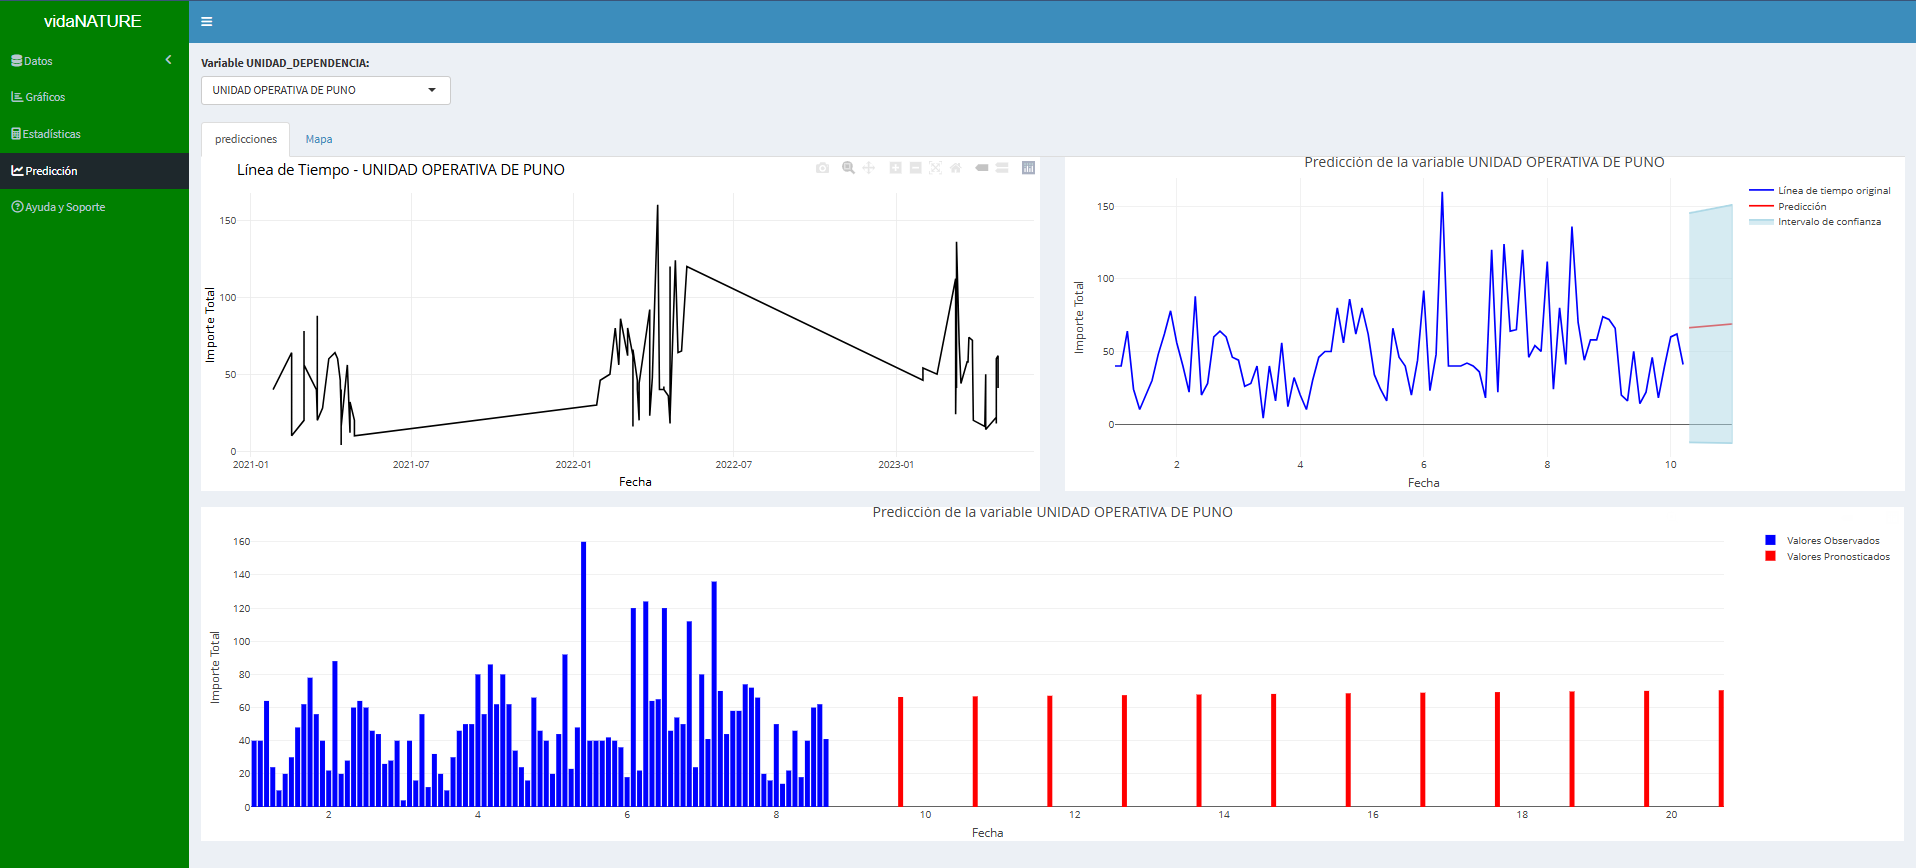 vidaNATURE
Datos
Gráficos
Estadísticas
Predicción
Ayuda y Soporte
Variable UNIDAD_DEPENDENCIA:
UNIDAD OPERATIVA DE PUNO
predicciones Mapa
Línea de Tiempo - UNIDAD OPERATIVA DE PUNO
150
100
50
0
Importe Total
2021-01 2021-07 2022-01 2022-07 2023-01
Fecha
Predicción de la variable UNIDAD OPERATIVA DE PUNO
Línea de tiempo original
Predicción
Intervalo de confianza
150
100
50
0
Importe Total
2 4 6 8 10
Fecha
Predicción de la variable UNIDAD OPERATIVA DE PUNO
Valores Observados
Valores Pronosticados
160
140
120
100
80
60
40
20
0
Importe Total
2 4 6 8 10 12 14 16 18 20
Fecha